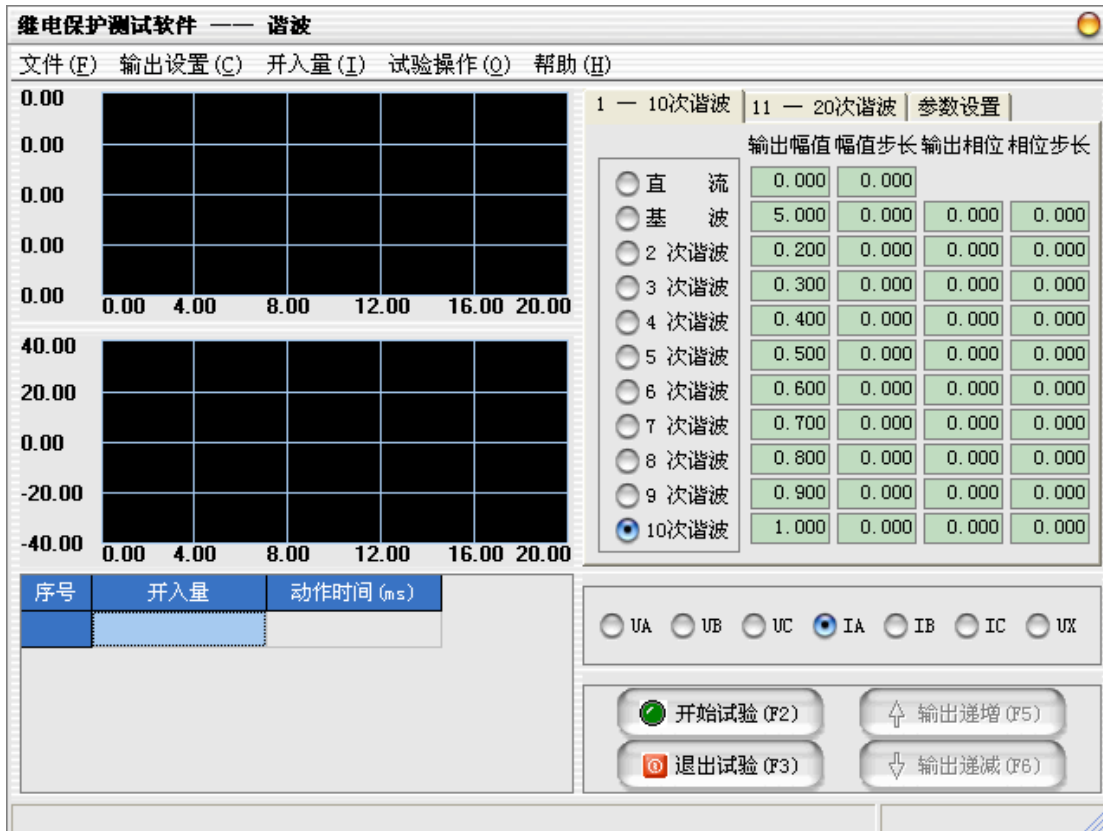 继电保护测试软件 —— 谐波
文件(F) 输出设置(C) 开入量(I) 试验操作(O) 帮助(H)
0.00
0.00
0.00
0.00
0.00
0.00 4.00 8.00 12.00 16.00 20.00
40.00
20.00
0.00
-20.00
-40.00
0.00 4.00 8.00 12.00 16.00 20.00
序号 开入量 动作时间(ms)
1 — 10次谐波 11 — 20次谐波 参数设置
输出幅值 幅值步长 输出相位 相位步长
直 流 0.000 0.000
基 波 5.000 0.000 0.000 0.000
2 次谐波 0.200 0.000 0.000 0.000
3 次谐波 0.300 0.000 0.000 0.000
4 次谐波 0.400 0.000 0.000 0.000
5 次谐波 0.500 0.000 0.000 0.000
6 次谐波 0.600 0.000 0.000 0.000
7 次谐波 0.700 0.000 0.000 0.000
8 次谐波 0.800 0.000 0.000 0.000
9 次谐波 0.900 0.000 0.000 0.000
10次谐波 1.000 0.000 0.000 0.000
UA UB UC IA IB IC UX
开始试验(F2) 输出递增(F5)
退出试验(F3) 输出递减(F6)